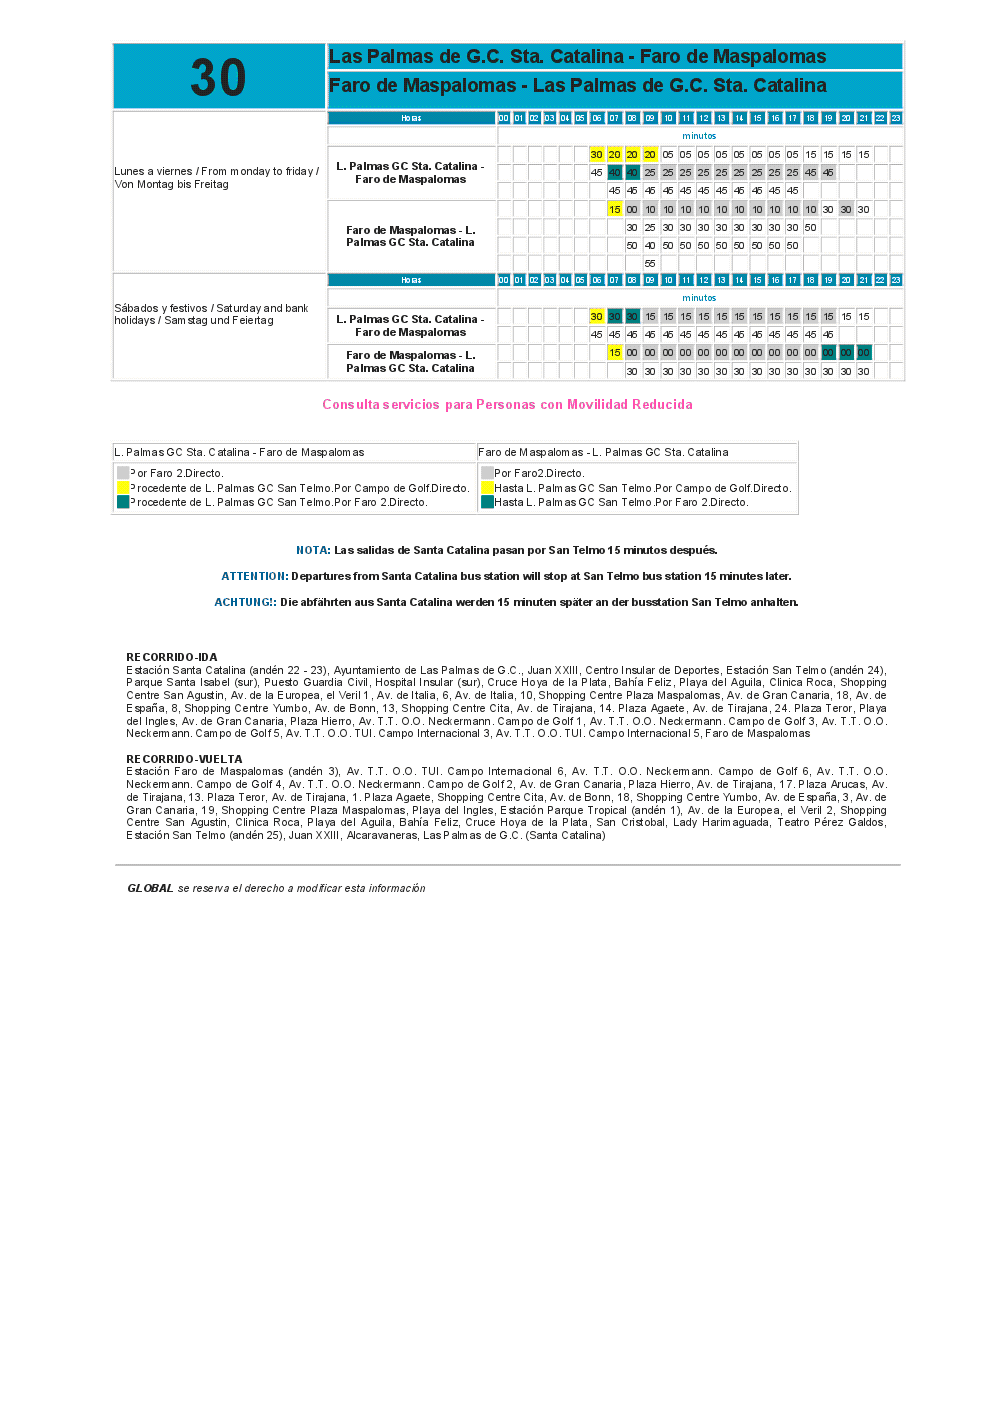 30
Las Palmas de G.C. Sta. Catalina - Faro de Maspalomas
Faro de Maspalomas - Las Palmas de G.C. Sta. Catalina
Lunes a viernes / From monday to friday /
Von Montag bis Freitag
Horas 00 01 02 03 04 05 06 07 08 09 10 11 12 13 14 15 16 17 18 19 20 21 22 23
minutos
L. Palmas GC Sta. Catalina -
Faro de Maspalomas
30 20 20 20 05 05 05 05 05 05 05 05 15 15 15 15
45 40 40 25 25 25 25 25 25 25 25 25 45 45
45 45 45 45 45 45 45 45 45 45 45
Faro de Maspalomas - L.
Palmas GC Sta. Catalina
15 00 10 10 10 10 10 10 10 10 10 10 30 30 30
30 25 30 30 30 30 30 30 30 30 50
50 40 50 50 50 50 50 50 50 50
55
Sábados y festivos / Saturday and bank
holidays / Samstag und Feiertag
Horas 00 01 02 03 04 05 06 07 08 09 10 11 12 13 14 15 16 17 18 19 20 21 22 23
minutos
L. Palmas GC Sta. Catalina -
Faro de Maspalomas
30 30 30 15 15 15 15 15 15 15 15 15 15 15 15 15
45 45 45 45 45 45 45 45 45 45 45 45 45 45
Faro de Maspalomas - L.
Palmas GC Sta. Catalina
15 00 00 00 00 00 00 00 00 00 00 00 00 00 00
30 30 30 30 30 30 30 30 30 30 30 30 30 30
Consulta servicios para Personas con Movilidad Reducida
L. Palmas GC Sta. Catalina - Faro de Maspalomas
Por Faro 2.Directo.
Procedente de L. Palmas GC San Telmo.Por Campo de Golf.Directo.
Procedente de L. Palmas GC San Telmo.Por Faro 2.Directo.
Faro de Maspalomas - L. Palmas GC Sta. Catalina
Por Faro2.Directo.
Hasta L. Palmas GC San Telmo.Por Campo de Golf.Directo.
Hasta L. Palmas GC San Telmo.Por Faro 2.Directo.
NOTA: Las salidas de Santa Catalina pasan por San Telmo 15 minutos después.
ATTENTION: Departures from Santa Catalina bus station will stop at San Telmo bus station 15 minutes later.
ACHTUNG!: Die abfährten aus Santa Catalina werden 15 minuten später an der busstation San Telmo anhalten.
RECORRIDO-IDA
Estación Santa Catalina (andén 22 - 23), Ayuntamiento de Las Palmas de G.C., Juan XXIII, Centro Insular de Deportes, Estación San Telmo (andén 24),
Parque Santa Isabel (sur), Puesto Guardia Civil, Hospital Insular (sur), Cruce Hoya de la Plata, Bahía Feliz, Playa del Aguila, Clinica Roca, Shopping
Centre San Agustin, Av. de la Europea, el Veril 1, Av. de Italia, 6, Av. de Italia, 10, Shopping Centre Plaza Maspalomas, Av. de Gran Canaria, 18, Av. de
España, 8, Shopping Centre Yumbo, Av. de Bonn, 13, Shopping Centre Cita, Av. de Tirajana, 14. Plaza Agaete, Av. de Tirajana, 24. Plaza Teror, Playa
del Ingles, Av. de Gran Canaria, Plaza Hierro, Av. T.T. O.O. Neckermann. Campo de Golf 1, Av. T.T. O.O. Neckermann. Campo de Golf 3, Av. T.T. O.O.
Neckermann. Campo de Golf 5, Av. T.T. O.O. TUI. Campo Internacional 3, Av. T.T. O.O. TUI. Campo Internacional 5, Faro de Maspalomas
RECORRIDO-VUELTA
Estación Faro de Maspalomas (andén 3), Av. T.T. O.O. TUI. Campo Internacional 6, Av. T.T. O.O. Neckermann. Campo de Golf 6, Av. T.T. O.O.
Neckermann. Campo de Golf 4, Av. T.T. O.O. Neckermann. Campo de Golf 2, Av. de Gran Canaria, Plaza Hierro, Av. de Tirajana, 17. Plaza Arucas, Av.
de Tirajana, 13. Plaza Teror, Av. de Tirajana, 1. Plaza Agaete, Shopping Centre Cita, Av. de Bonn, 18, Shopping Centre Yumbo, Av. de España, 3, Av. de
Gran Canaria, 19, Shopping Centre Plaza Maspalomas, Playa del Ingles, Estación Parque Tropical (andén 1), Av. de la Europea, el Veril 2, Shopping
Centre San Agustin, Clinica Roca, Playa del Aguila, Bahía Feliz, Cruce Hoya de la Plata, San Cristobal, Lady Harimaguada, Teatro Pérez Galdos,
Estación San Telmo (andén 25), Juan XXIII, Alcaravaneras, Las Palmas de G.C. (Santa Catalina)
GLOBAL se reserva el derecho a modificar esta información